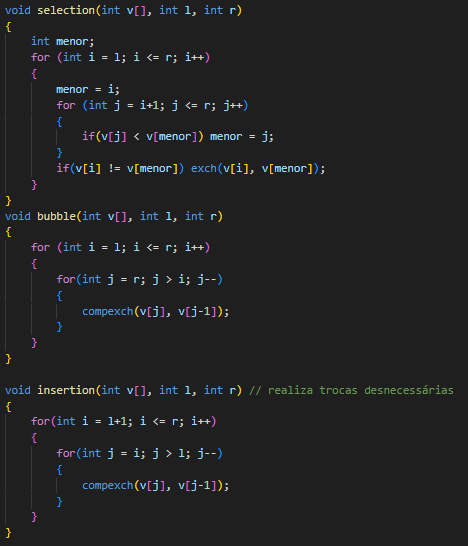 void selection(int v[], int l, int r)
{
    int menor;
    for (int i = l; i <= r; i++)
    {
        menor = i;
        for (int j = i+1; j <= r; j++)
        {
            if(v[j] < v[menor]) menor = j;
        }
        if(v[i] != v[menor]) exch(v[i], v[menor]);
    }
}
void bubble(int v[], int l, int r)
{
    for (int i = l; i <= r; i++)
    {
        for(int j = r; j > i; j--)
        {
            compexch(v[j], v[j-1]);
        }
    }
}

void insertion(int v[], int l, int r) // realiza trocas desnecessárias
{
    for(int i = l+1; i <= r; i++)
    {
        for(int j = i; j > l; j--)
        {
            compexch(v[j], v[j-1]);
        }
    }
}